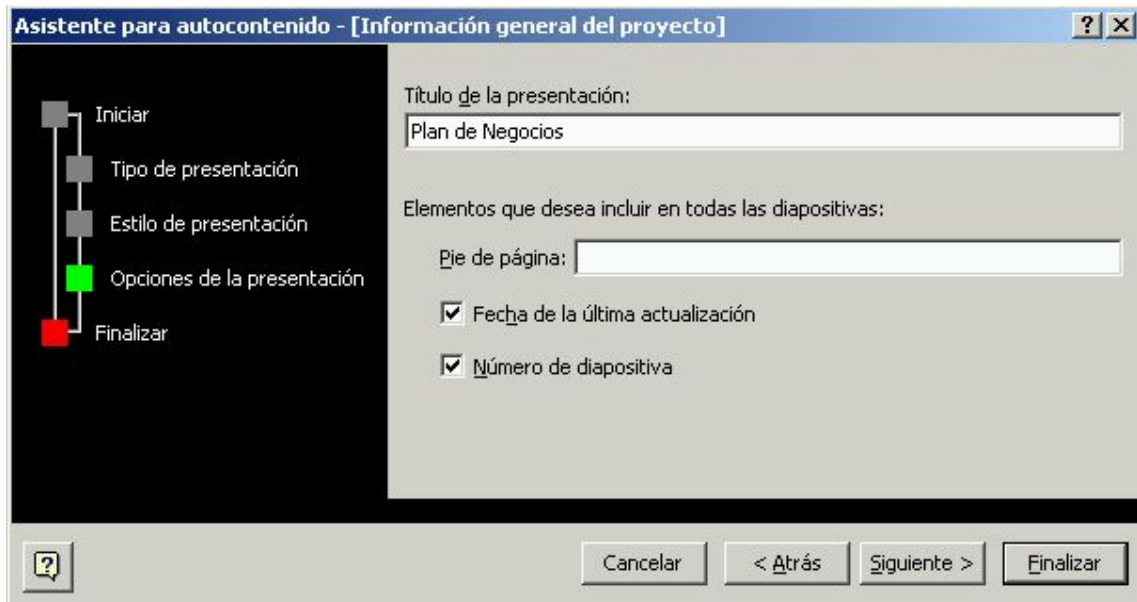 Asistente para autocontenido - [Información general del proyecto]
Iniciar
Tipo de presentación
Estilo de presentación
Opciones de la presentación
Finalizar
Título de la presentación:
Plan de Negocios
Elementos que desea incluir en todas las diapositivas:
Pie de página:
Fecha de la última actualización
Número de diapositiva
Cancelar
< Atrás
Siguiente >
Finalizar